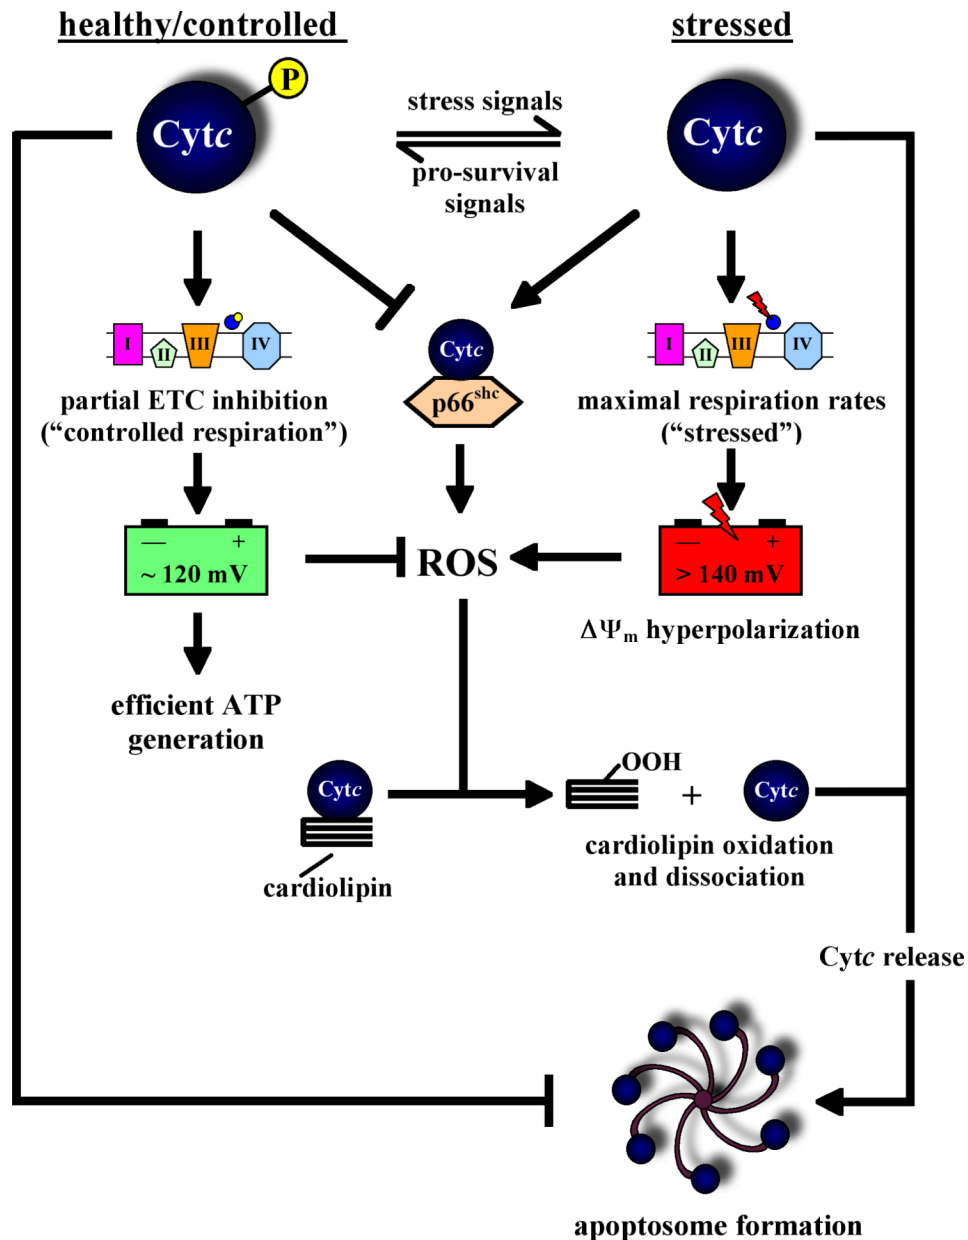 healthy/controlled
stressed
P
Cytc
stress signals
pro-survival
signals
Cytc
I
II
III
IV
partial ETC inhibition
(“controlled respiration”)
Cytc
p66shc
I
II
III
IV
maximal respiration rates
(“stressed”)
— +
~ 120 mV
ROS
— +
> 140 mV
ΔΨm hyperpolarization
efficient ATP
generation
Cytc
cardiolipin
OOH
+
Cytc
cardiolipin oxidation
and dissociation
Cytc release
apoptosome formation